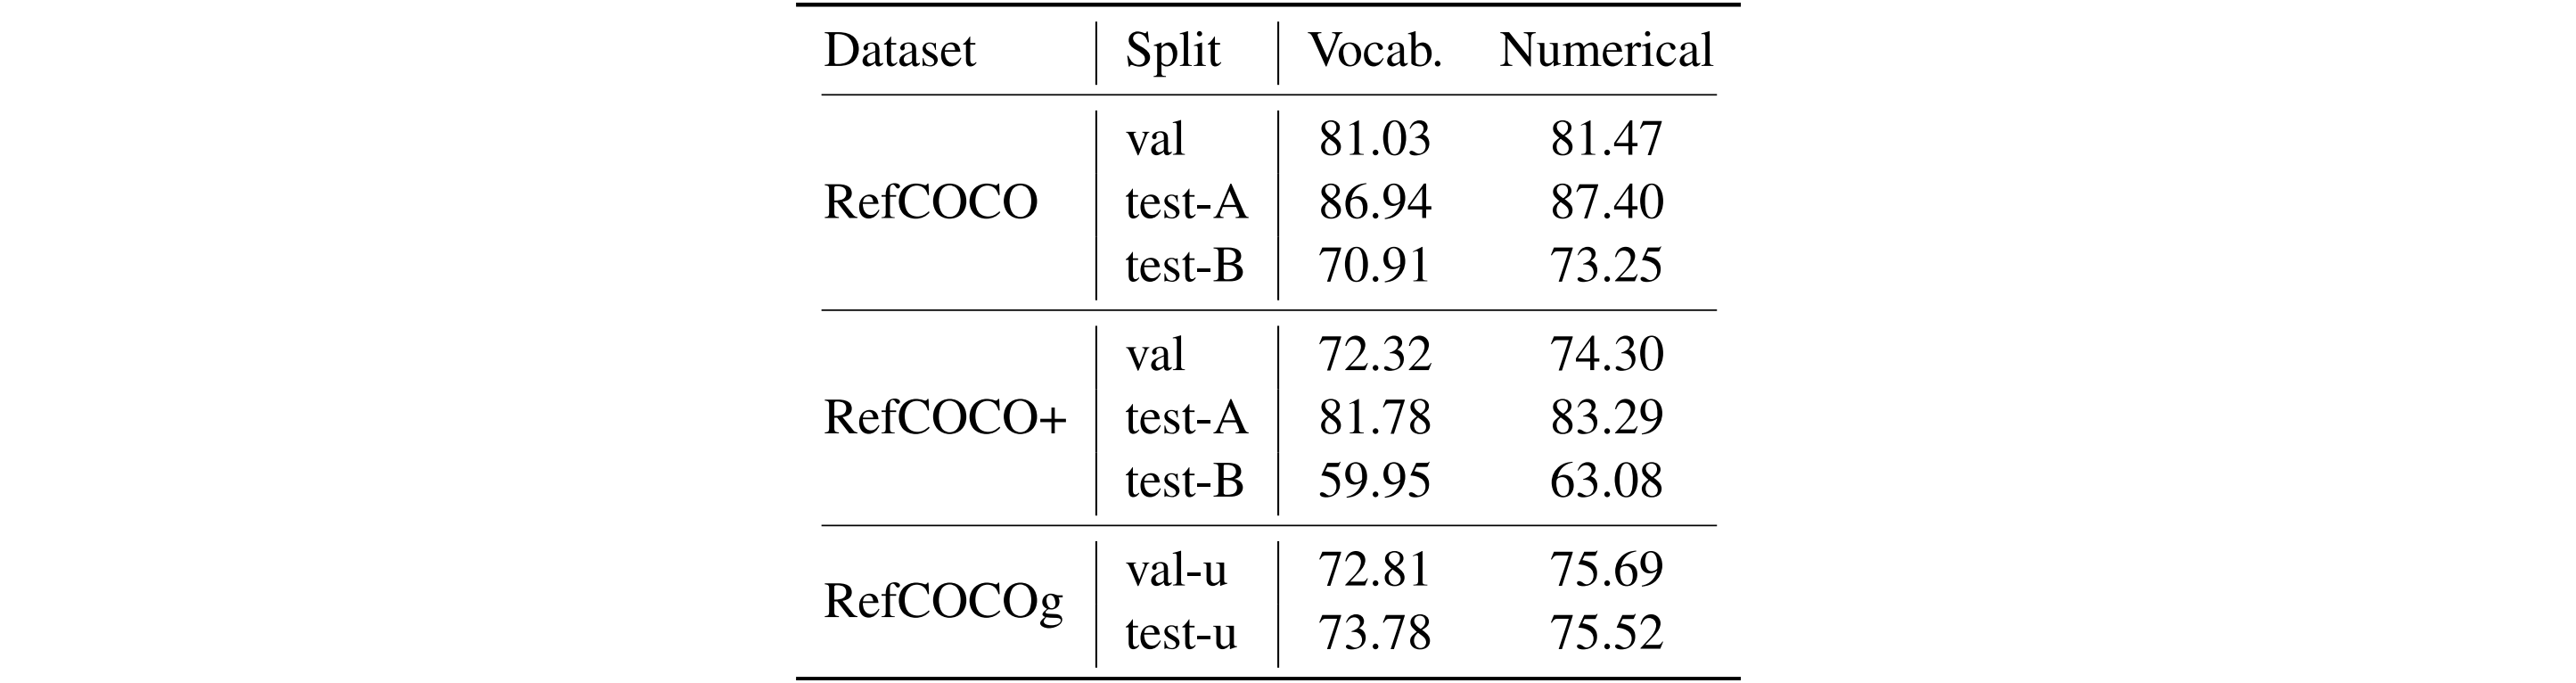 Dataset Split Vocab. Numerical
RefCOCO val 81.03 81.47
test-A 86.94 87.40
test-B 70.91 73.25
RefCOCO+ val 72.32 74.30
test-A 81.78 83.29
test-B 59.95 63.08
RefCOCOg val-u 72.81 75.69
test-u 73.78 75.52